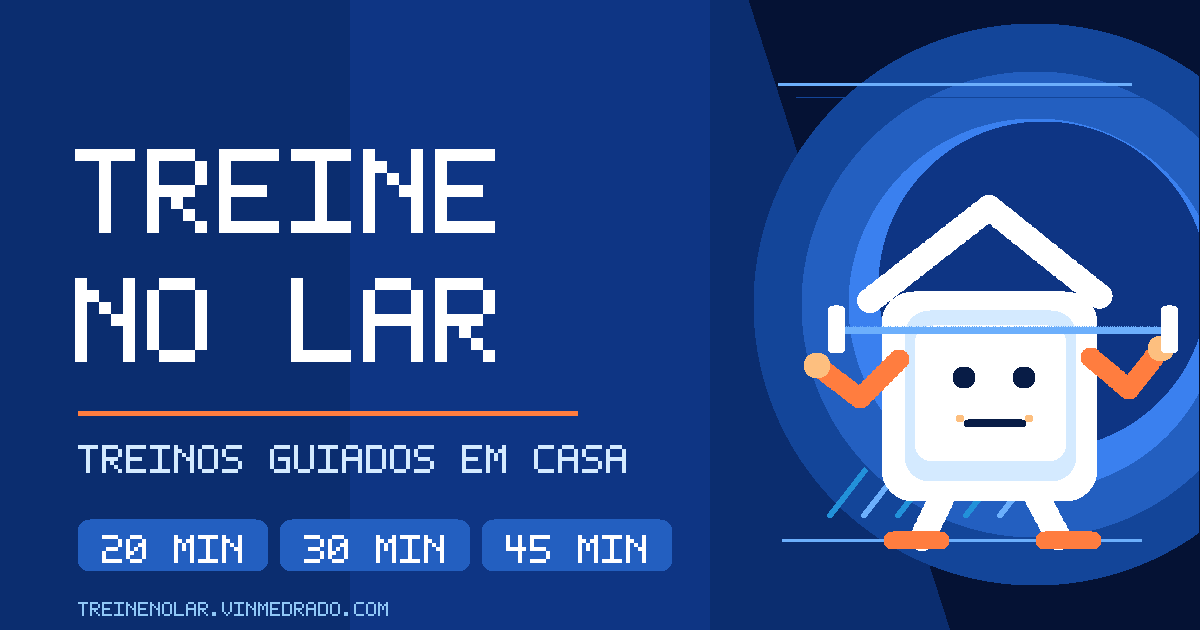 TREINE
NO LAR
TREINOS GUIADOS EM CASA
20 MIN 30 MIN 45 MIN
TREINENOLAR.VINMEDRADO.COM